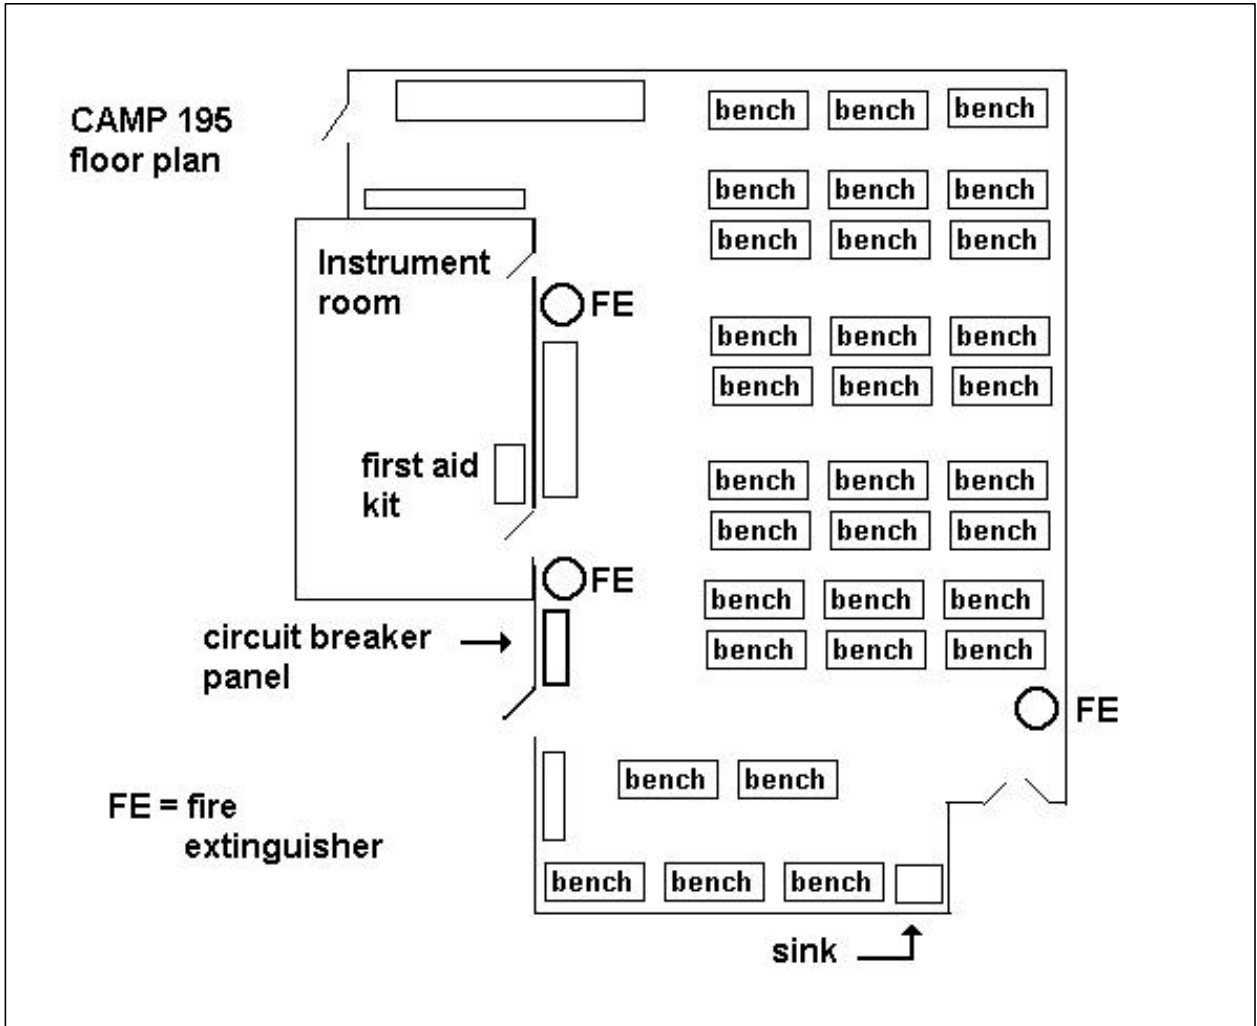 CAMP 195
floor plan
bench bench bench
bench bench bench
bench bench bench
Instrument
room
FE
bench bench bench
bench bench bench
first aid
kit
bench bench bench
bench bench bench
FE
bench bench bench
circuit breaker
panel
bench bench bench
FE
bench bench
FE = fire
extinguisher
bench bench bench
sink